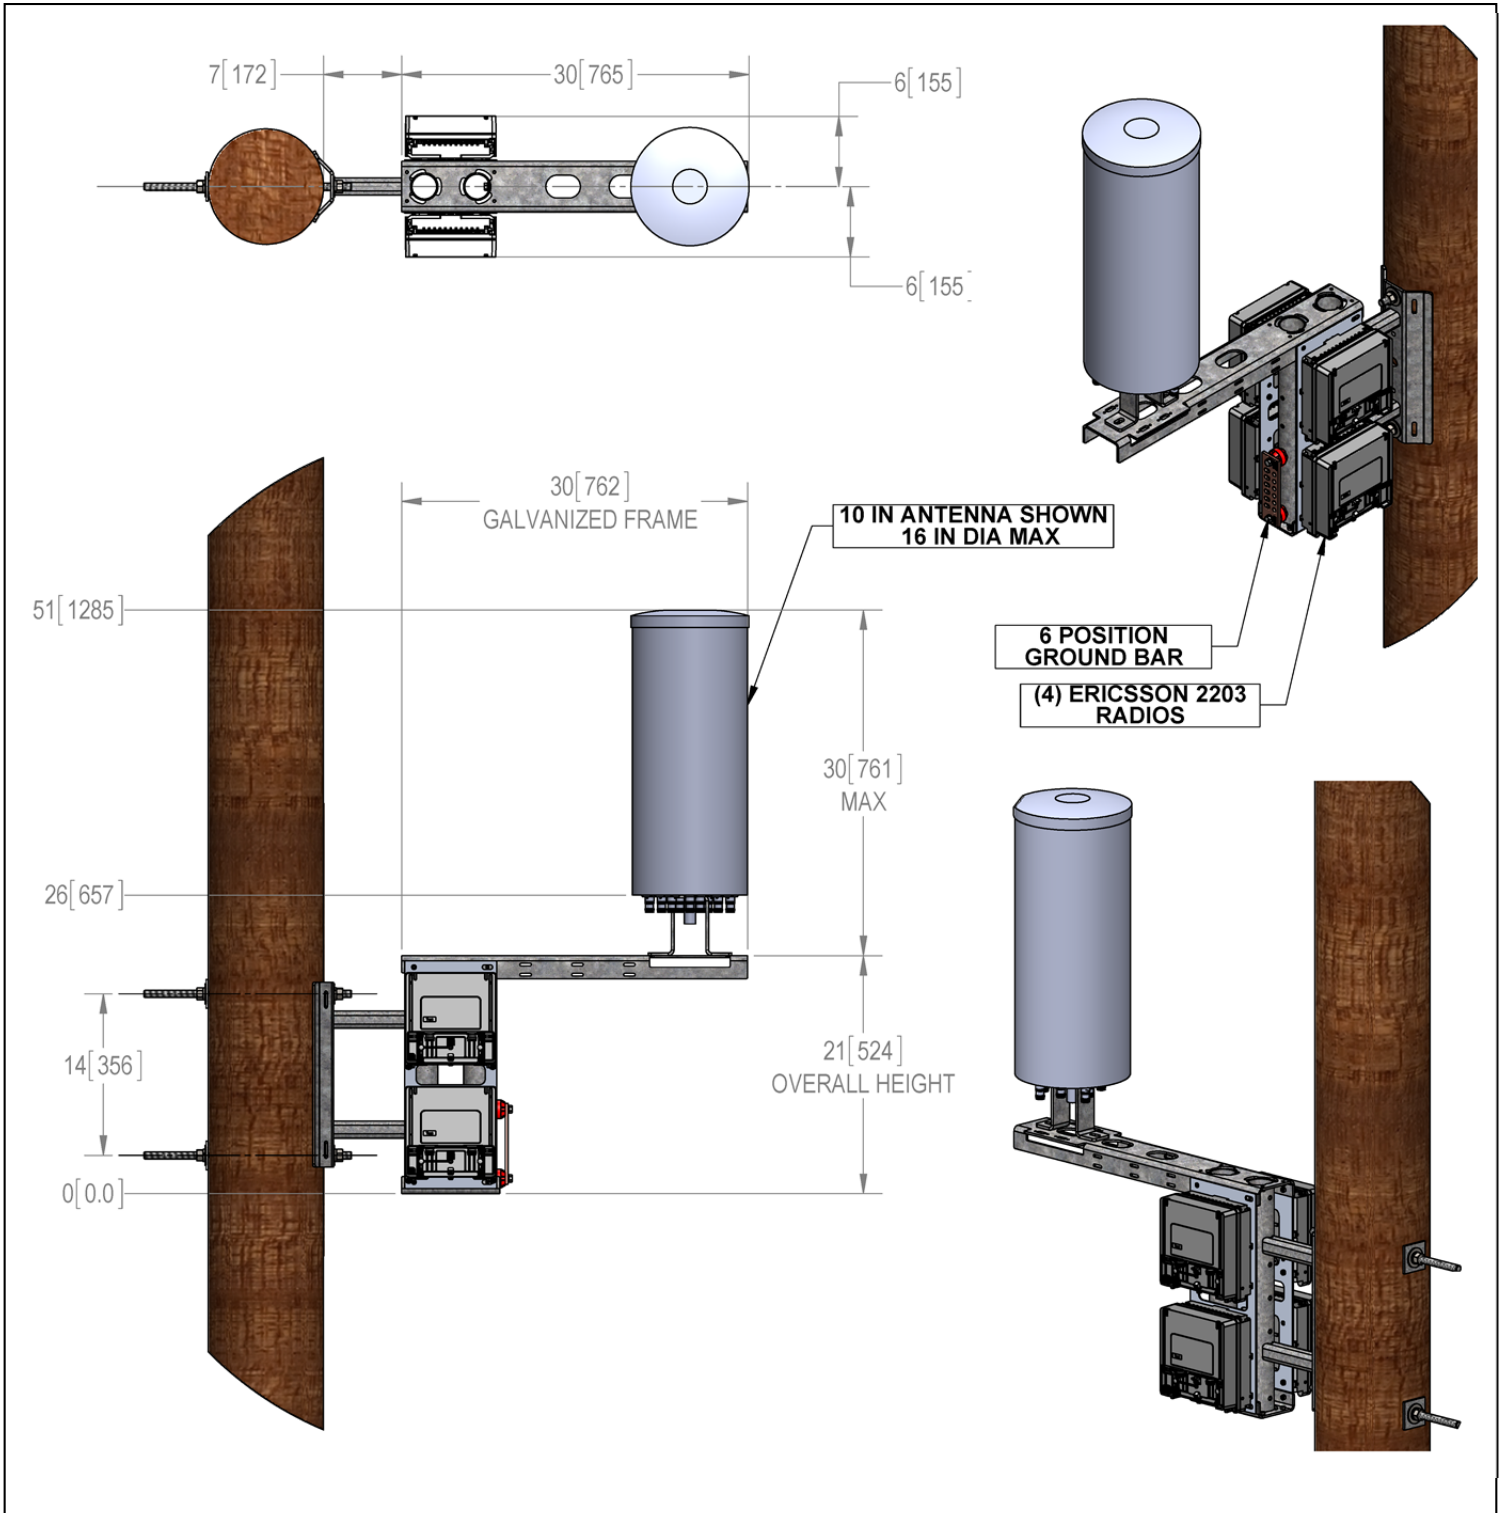 7[172]
30[765]
6[155]
6[155]
30[762]
GALVANIZED FRAME
10 IN ANTENNA SHOWN
16 IN DIA MAX
51[1285]
6 POSITION
GROUND BAR
(4) ERICSSON 2203
RADIOS
30[761]
MAX
26[657]
14[356]
21[524]
OVERALL HEIGHT
0[0.0]